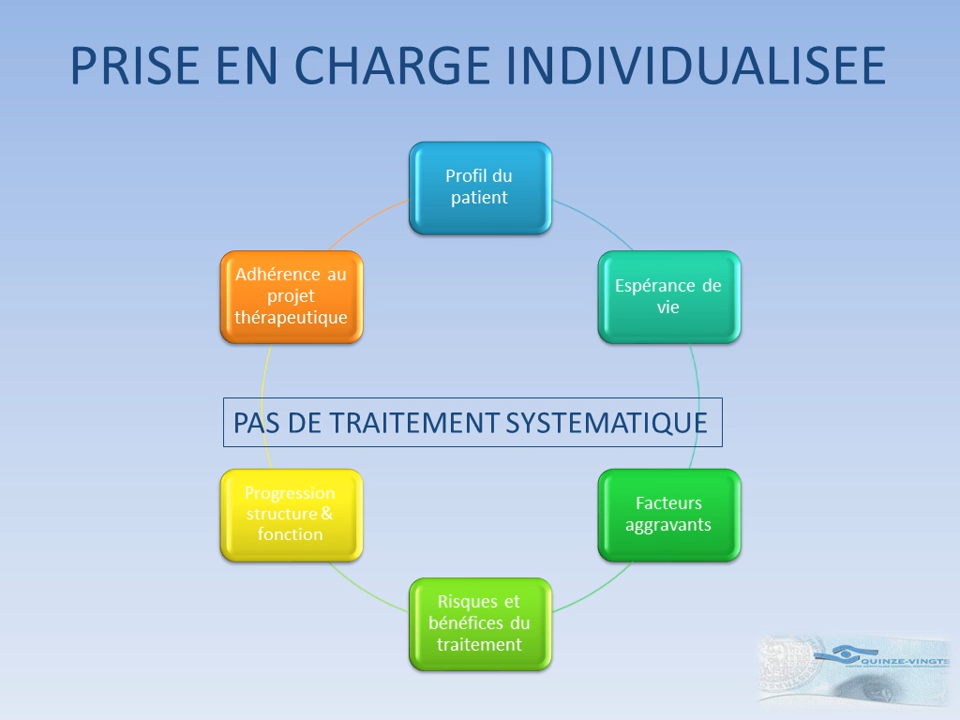 PRISE EN CHARGE INDIVIDUALISEE
Profil du
patient
Adhérence au
projet
thérapeutique
Espérance de
vie
PAS DE TRAITEMENT SYSTEMATIQUE
Progression
structure &
fonction
Facteurs
aggravants
Risques et
bénéfices du
traitement
QUINZE-VINGTS